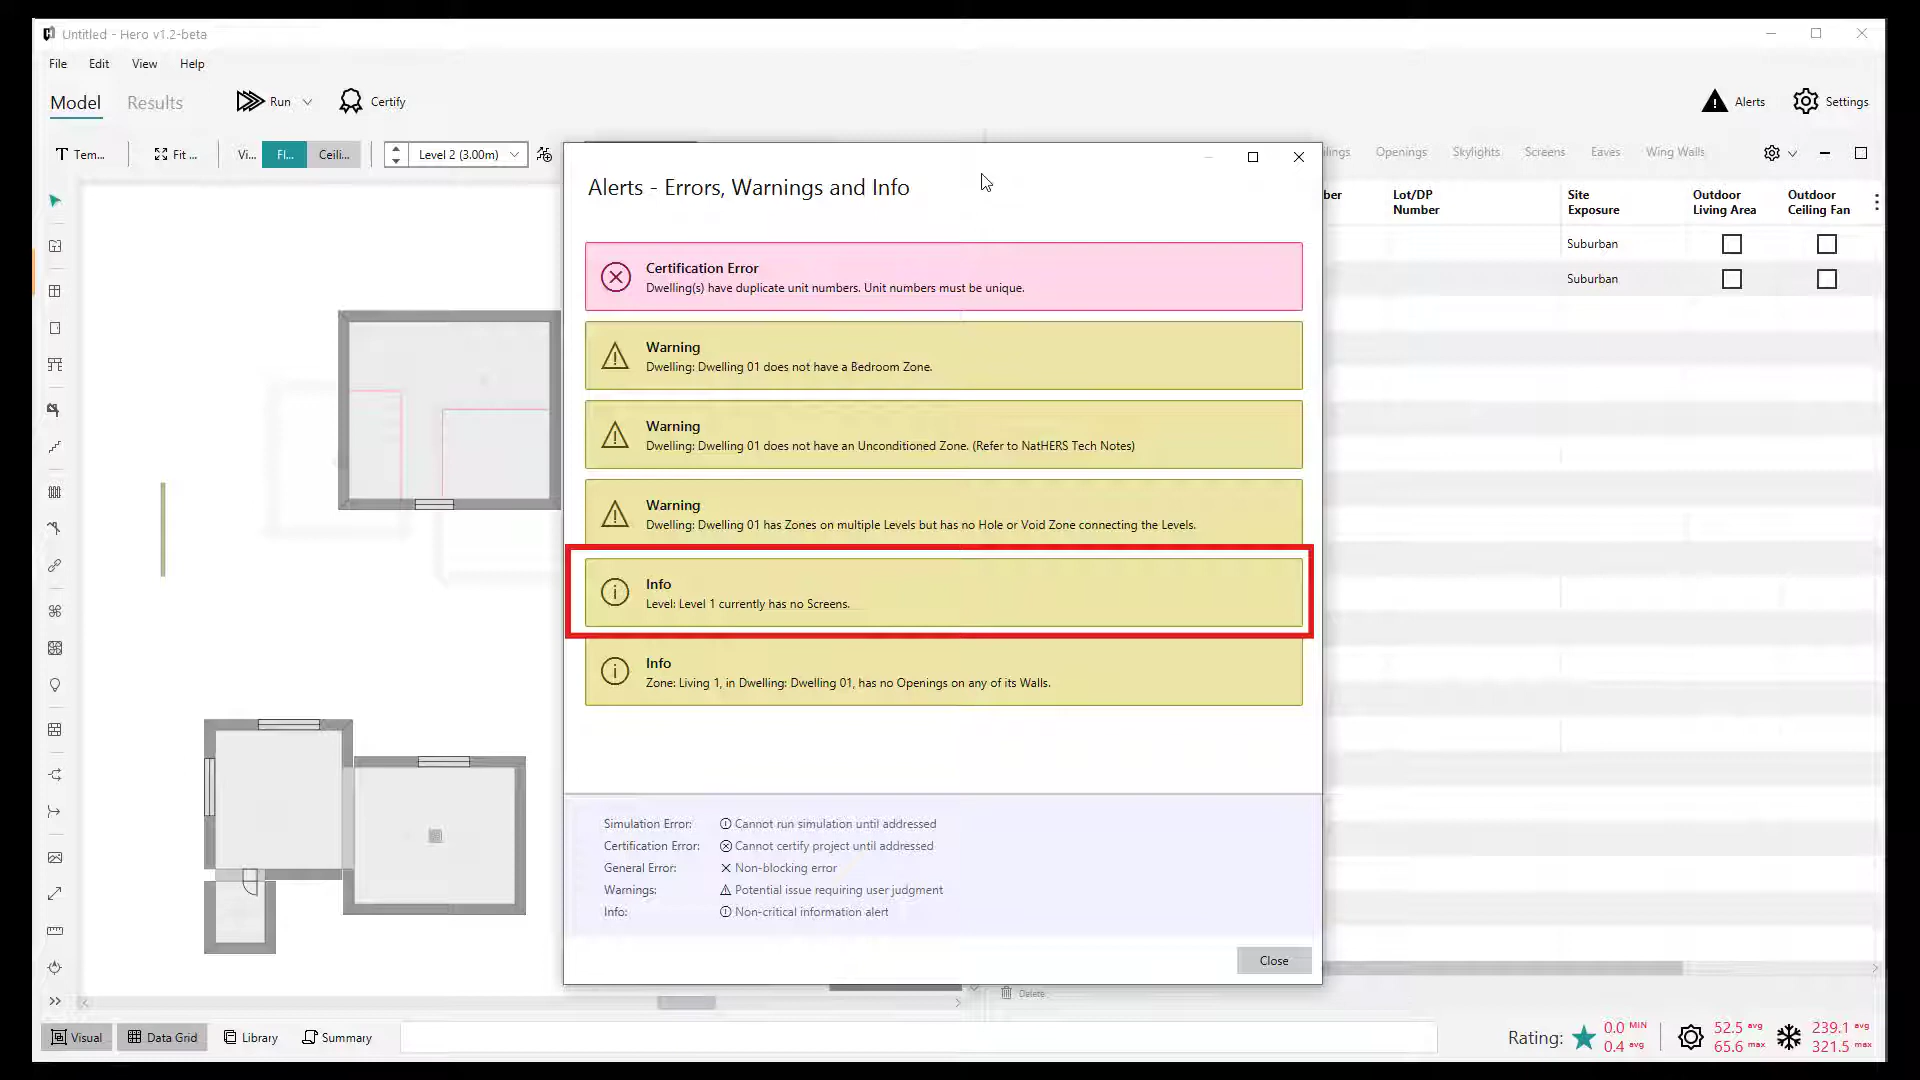 Untitled - Hero v1.2-beta
File Edit View Help
Model Results Run Certify Alerts Settings
Tem... Fit ... Vi... Fl... Ceili... Level 2 (3.00m) Openings Skylights Screens Eaves Wing Walls
Alerts - Errors, Warnings and Info
Lot/DP Number Site Exposure Outdoor Living Area Outdoor Ceiling Fan
Suburban
Suburban
Certification Error
Dwelling(s) have duplicate unit numbers. Unit numbers must be unique.
Warning
Dwelling: Dwelling 01 does not have a Bedroom Zone.
Warning
Dwelling: Dwelling 01 does not have an Unconditioned Zone. (Refer to NatHERS Tech Notes)
Warning
Dwelling: Dwelling 01 has Zones on multiple Levels but has no Hole or Void Zone connecting the Levels.
Info
Level: Level 1 currently has no Screens.
Info
Zone: Living 1, in Dwelling: Dwelling 01, has no Openings on any of its Walls.
Simulation Error: Cannot run simulation until addressed
Certification Error: Cannot certify project until addressed
General Error: Non-blocking error
Warnings: Potential issue requiring user judgment
Info: Non-critical information alert
Close
Delete
Visual Data Grid Library Summary
Rating: 0.0 MIN 0.4 avg 52.5 avg 65.6 max 239.1 avg 321.5 max